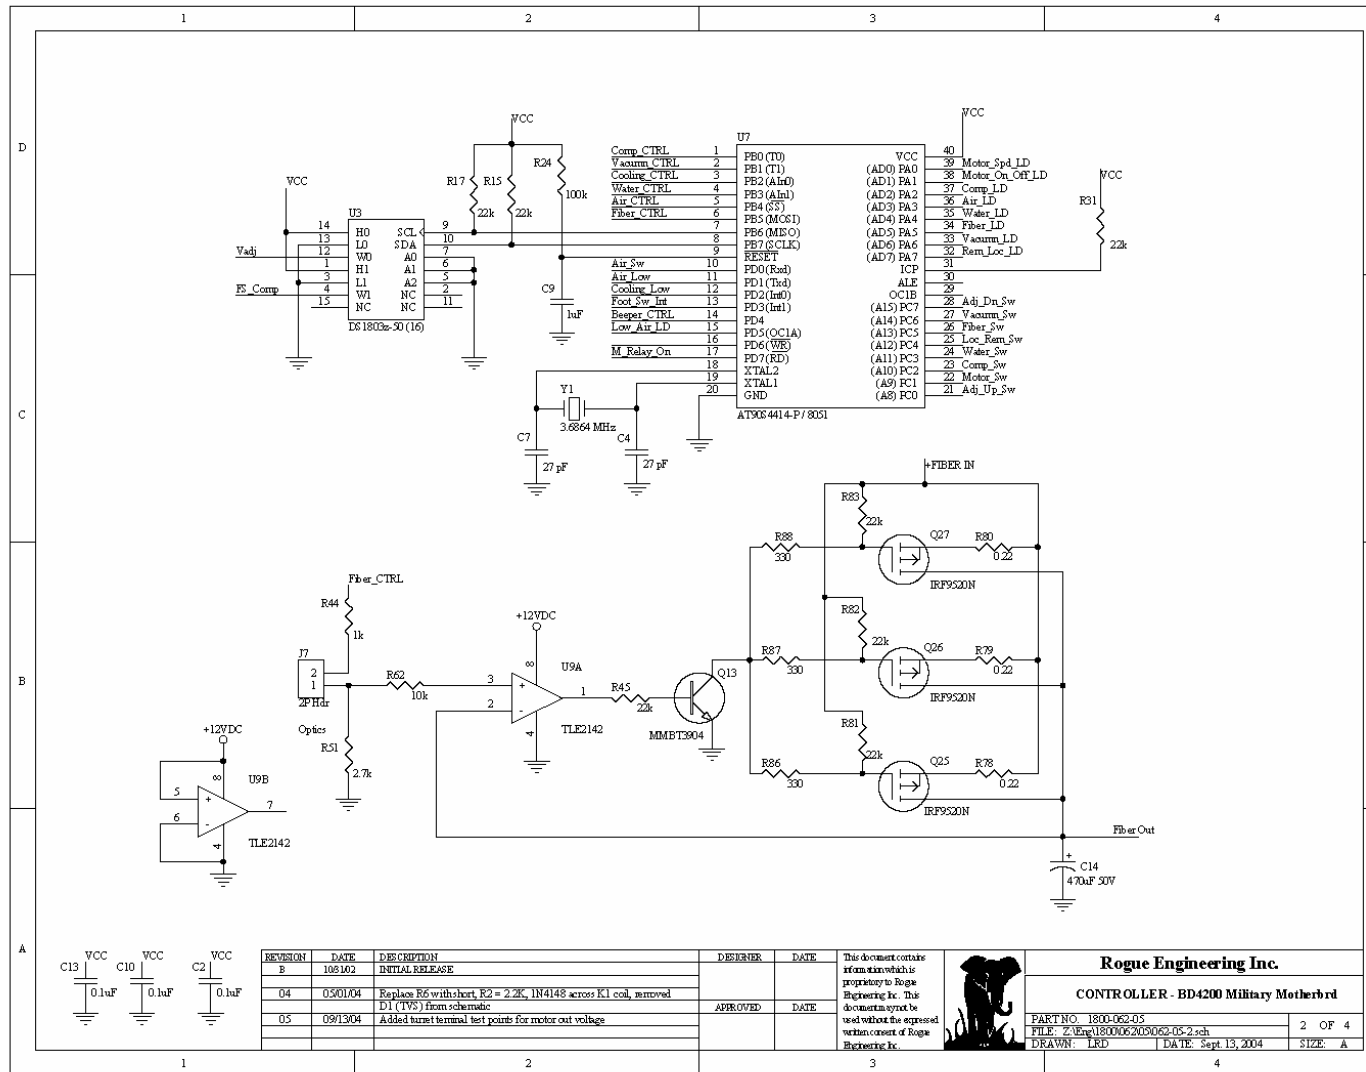 1 2 3 4
D
C
B
A
VCC
VCC
VCC
VCC
U3
14 H0 SCL 9
13 L0 SDA 10
Vadj 12 W0 A0 7
1 H1 A1 6
3 L1 A2 5
FS_Comp 4 W1 NC 2
15 NC NC 11
DS1803z-50 (16)
R17
22k
R15
22k
R24
100k
C9
1uF
U7
Comp_CTRL 1 PB0 (T0) VCC 40
Vacumn_CTRL 2 PB1 (T1) (AD0) PA0 39 Motor_Spd_LD
Cooling_CTRL 3 PB2 (AIn0) (AD1) PA1 38 Motor_On_Off_LD
Water_CTRL 4 PB3 (AIn1) (AD2) PA2 37 Comp_LD
Air_CTRL 5 PB4 (SS) (AD3) PA3 36 Air_LD
Fiber_CTRL 6 PB5 (MOSI) (AD4) PA4 35 Water_LD
7 PB6 (MISO) (AD5) PA5 34 Fiber_LD
8 PB7 (SCLK) (AD6) PA6 33 Vacumn_LD
9 RESET (AD7) PA7 32 Rem_Loc_LD
Air_Sw 10 PD0 (Rxd) ICP 31
Air_Low 11 PD1 (Txd) ALE 30
Cooling_Low 12 PD2 (Int0) OC1B 29
Foot_Sw_Int 13 PD3 (Int1) (A15) PC7 28 Adj_Dn_Sw
Beeper_CTRL 14 PD4 (A14) PC6 27 Vacumn_Sw
Low_Air_LD 15 PD5 (OC1A) (A13) PC5 26 Fiber_Sw
16 PD6 (WR) (A12) PC4 25 Loc_Rem_Sw
M_Relay_On 17 PD7 (RD) (A11) PC3 24 Water_Sw
18 XTAL2 (A10) PC2 23 Comp_Sw
19 XTAL1 (A9) PC1 22 Motor_Sw
20 GND (A8) PC0 21 Adj_Up_Sw
AT90S4414-P / 8051
R31
22k
Y1
3.6864 MHz
C7
27 pF
C4
27 pF
+FIBER IN
R83
22k
R88
330
Q27
IRF9520N
R80
0.22
R82
22k
R87
330
Q26
IRF9520N
R79
0.22
R81
22k
R86
330
Q25
IRF9520N
R78
0.22
Fiber_CTRL
R44
1k
J7
2
1
2P Hdr
Optics
R62
10k
R51
2.7k
+12VDC
U9A
8
3 +
2 -
1
4
TLE2142
R45
22k
Q13
MMBT3904
+12VDC
U9B
8
5 +
6 -
7
4
TLE2142
Fiber Out
+
C14
470uF 50V
VCC VCC VCC
C13 C10 C2
0.1uF 0.1uF 0.1uF
REVISION DATE DESCRIPTION DESIGNER DATE
B 10/31/02 INITIAL RELEASE
04 05/01/04 Replace R6 with short, R2 = 2.2K, 1N4148 across K1 coil, removed
D1 (TVS) from schematic
APPROVED DATE
05 09/13/04 Added turret terminal test points for motor out voltage
This document contains
information which is
proprietory to Rogue
Engineering Inc. This
document may not be
used without the expressed
written consent of Rogue
Engineering Inc.
Rogue Engineering Inc.
CONTROLLER - BD4200 Military Motherbrd
PART NO. 1800-062-05
FILE: Z:\Eng\1800\062\05\062-05-2.sch
DRAWN: LRD DATE: Sept. 13, 2004
2 OF 4
SIZE: A
1 2 3 4